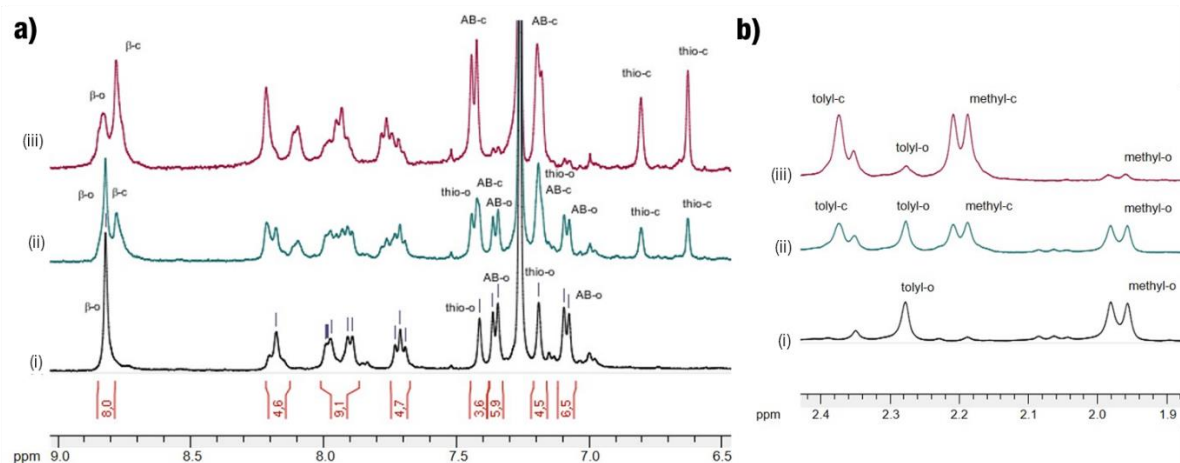 a)
β-o
β-c
AB-c
AB-c
thio-c
thio-c
(iii)
β-o
β-c
thio-o
AB-c
AB-o
thio-o
AB-c
AB-o
thio-c
thio-c
(ii)
β-o
thio-o
AB-o
thio-o
AB-o
(i)
8,0
4,6
9,1
4,7
3,6
5,9
4,5
6,5
ppm 9.0 8.5 8.0 7.5 7.0 6.5
b)
tolyl-c
tolyl-o
methyl-c
methyl-o
(iii)
tolyl-c
tolyl-o
methyl-c
methyl-o
(ii)
tolyl-o
methyl-o
(i)
ppm 2.4 2.3 2.2 2.1 2.0 1.9